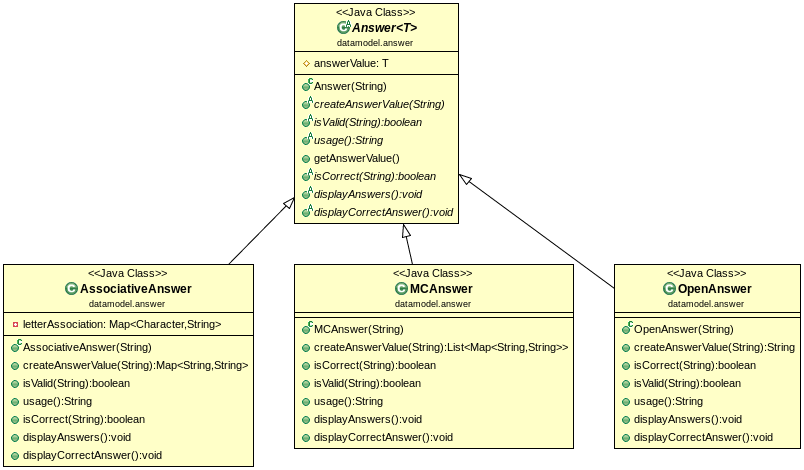 <<Java Class>>
Answer<T>
datamodel.answer
answerValue: T
Answer(String)
createAnswerValue(String)
isValid(String):boolean
usage():String
getAnswerValue()
isCorrect(String):boolean
displayAnswers():void
displayCorrectAnswer():void
<<Java Class>>
AssociativeAnswer
datamodel.answer
letterAssociation: Map<Character,String>
AssociativeAnswer(String)
createAnswerValue(String):Map<String,String>
isValid(String):boolean
usage():String
isCorrect(String):boolean
displayAnswers():void
displayCorrectAnswer():void
<<Java Class>>
MCAnswer
datamodel.answer
MCAnswer(String)
createAnswerValue(String):List<Map<String,String>>
isCorrect(String):boolean
isValid(String):boolean
usage():String
displayAnswers():void
displayCorrectAnswer():void
<<Java Class>>
OpenAnswer
datamodel.answer
OpenAnswer(String)
createAnswerValue(String):String
isCorrect(String):boolean
isValid(String):boolean
usage():String
displayAnswers():void
displayCorrectAnswer():void